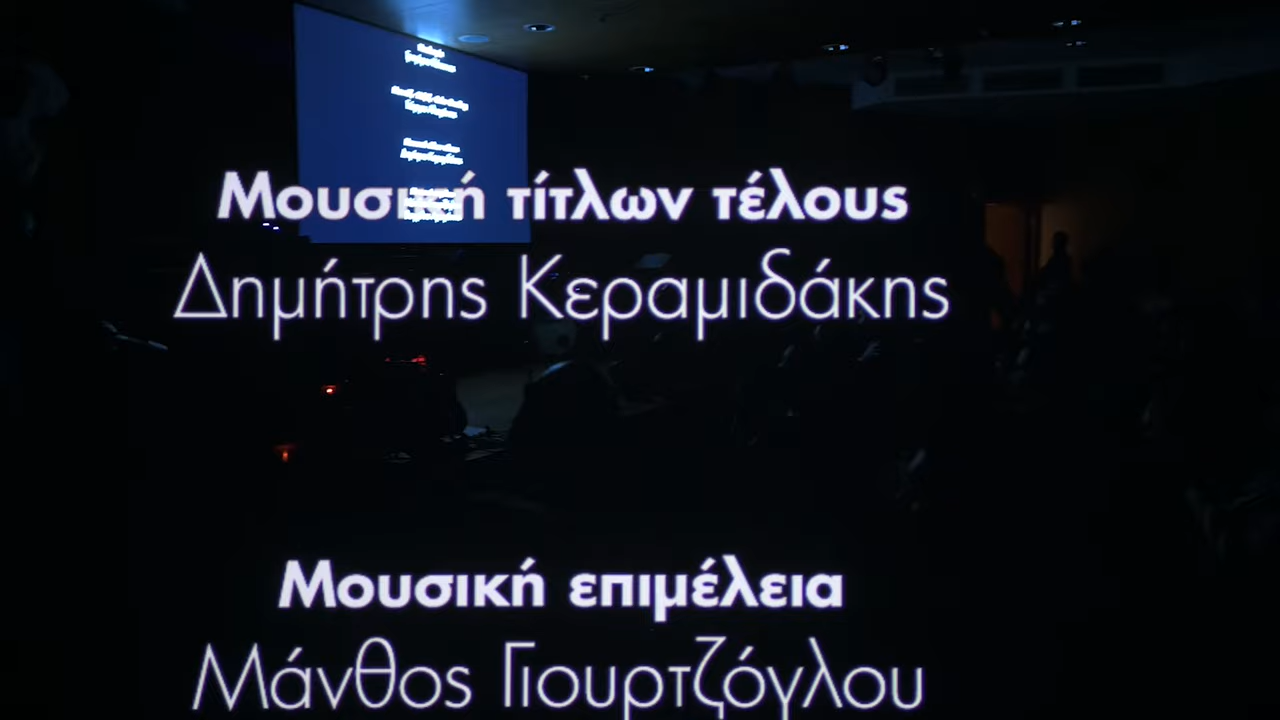 Μουσική τίτλων τέλους
Δημήτρης Κεραμιδάκης
Μουσική επιμέλεια
Μάνθος Γιουρτζόγλου